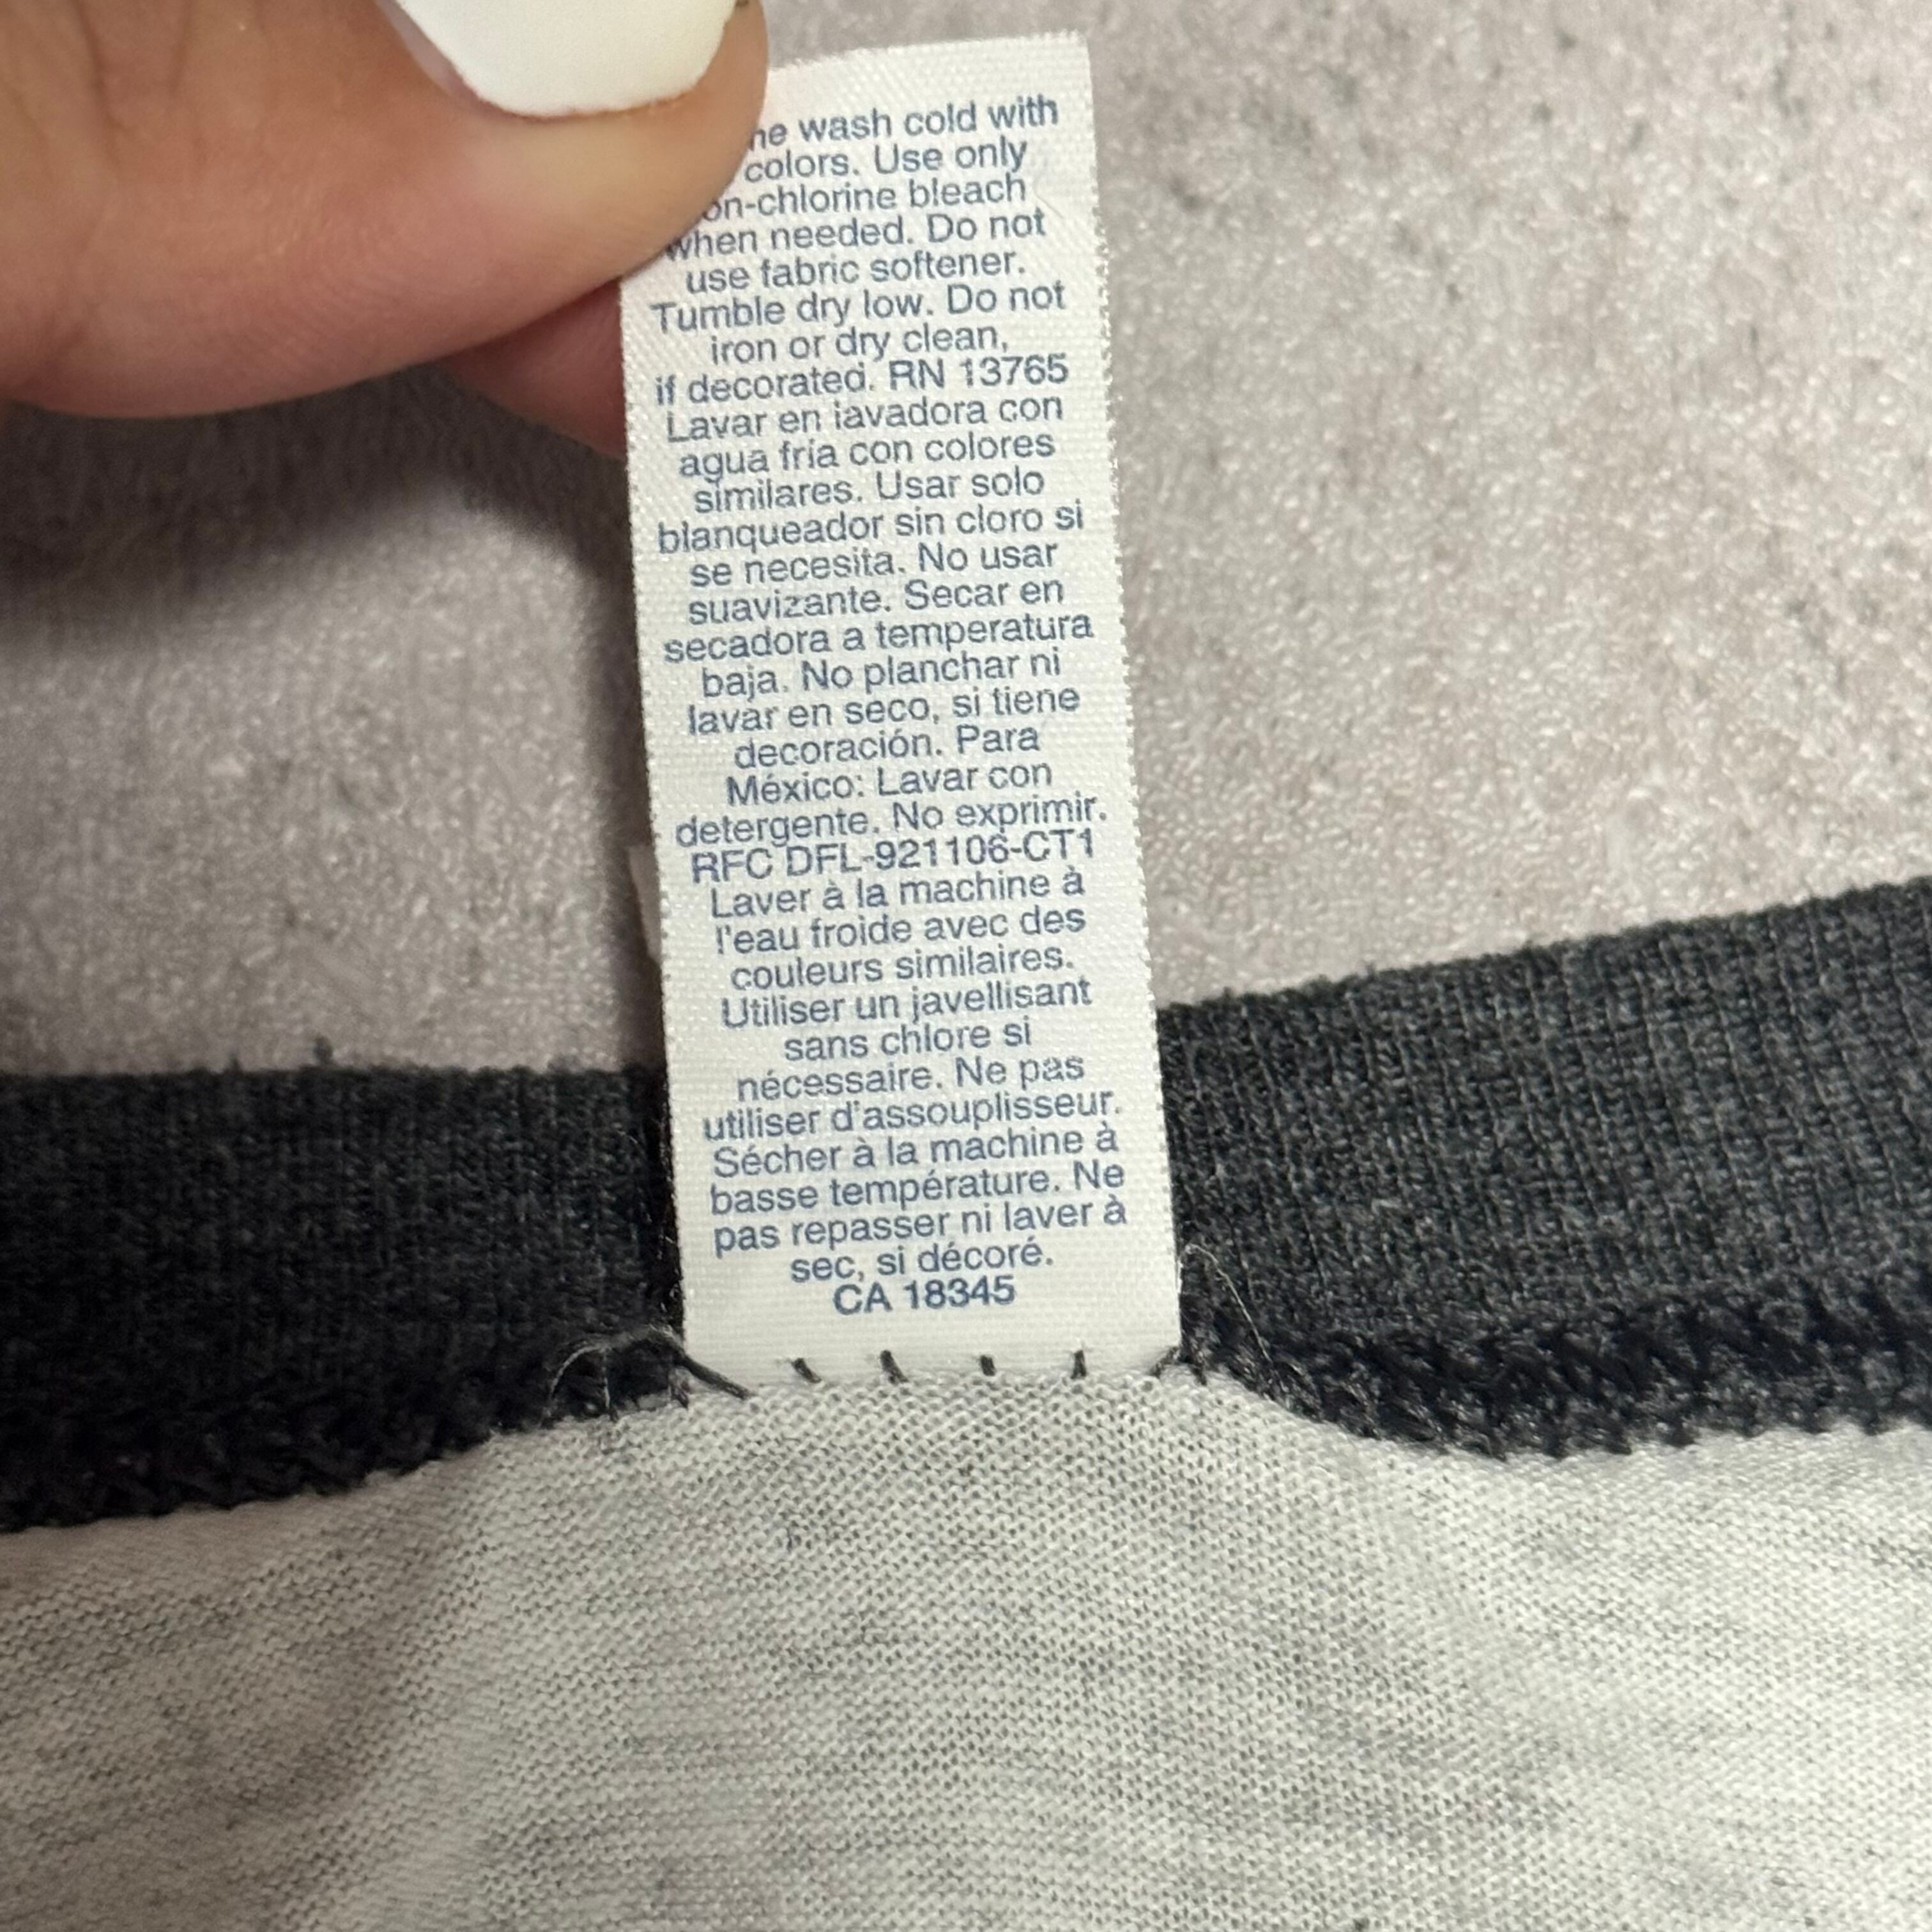 wash cold with
colors. Use only
bleach
when needed. Do not
use fabric softener.
Tumble dry low. Do not
iron or dry clean,
if decorated. RN 13765
Lavar en lavadora con
agua fría con colores
similares. Usar solo
blanqueador sin cloro si
se necesita. No usar
suavizante. Secar en
secadora a temperatura
baja. No planchar ni
lavar en seco, si tiene
decoración. Para
México: Lavar con
detergente. No exprimir.
RFC DFL-921106-CT1
Laver à la machine à
l'eau froide avec des
couleurs similaires.
Utiliser un javellisant
sans chlore si
nécessaire. Ne pas
utiliser d'assouplisseur.
Sécher à la machine à
basse température. Ne
pas repasser ni laver à
sec, si décoré.
CA 18345